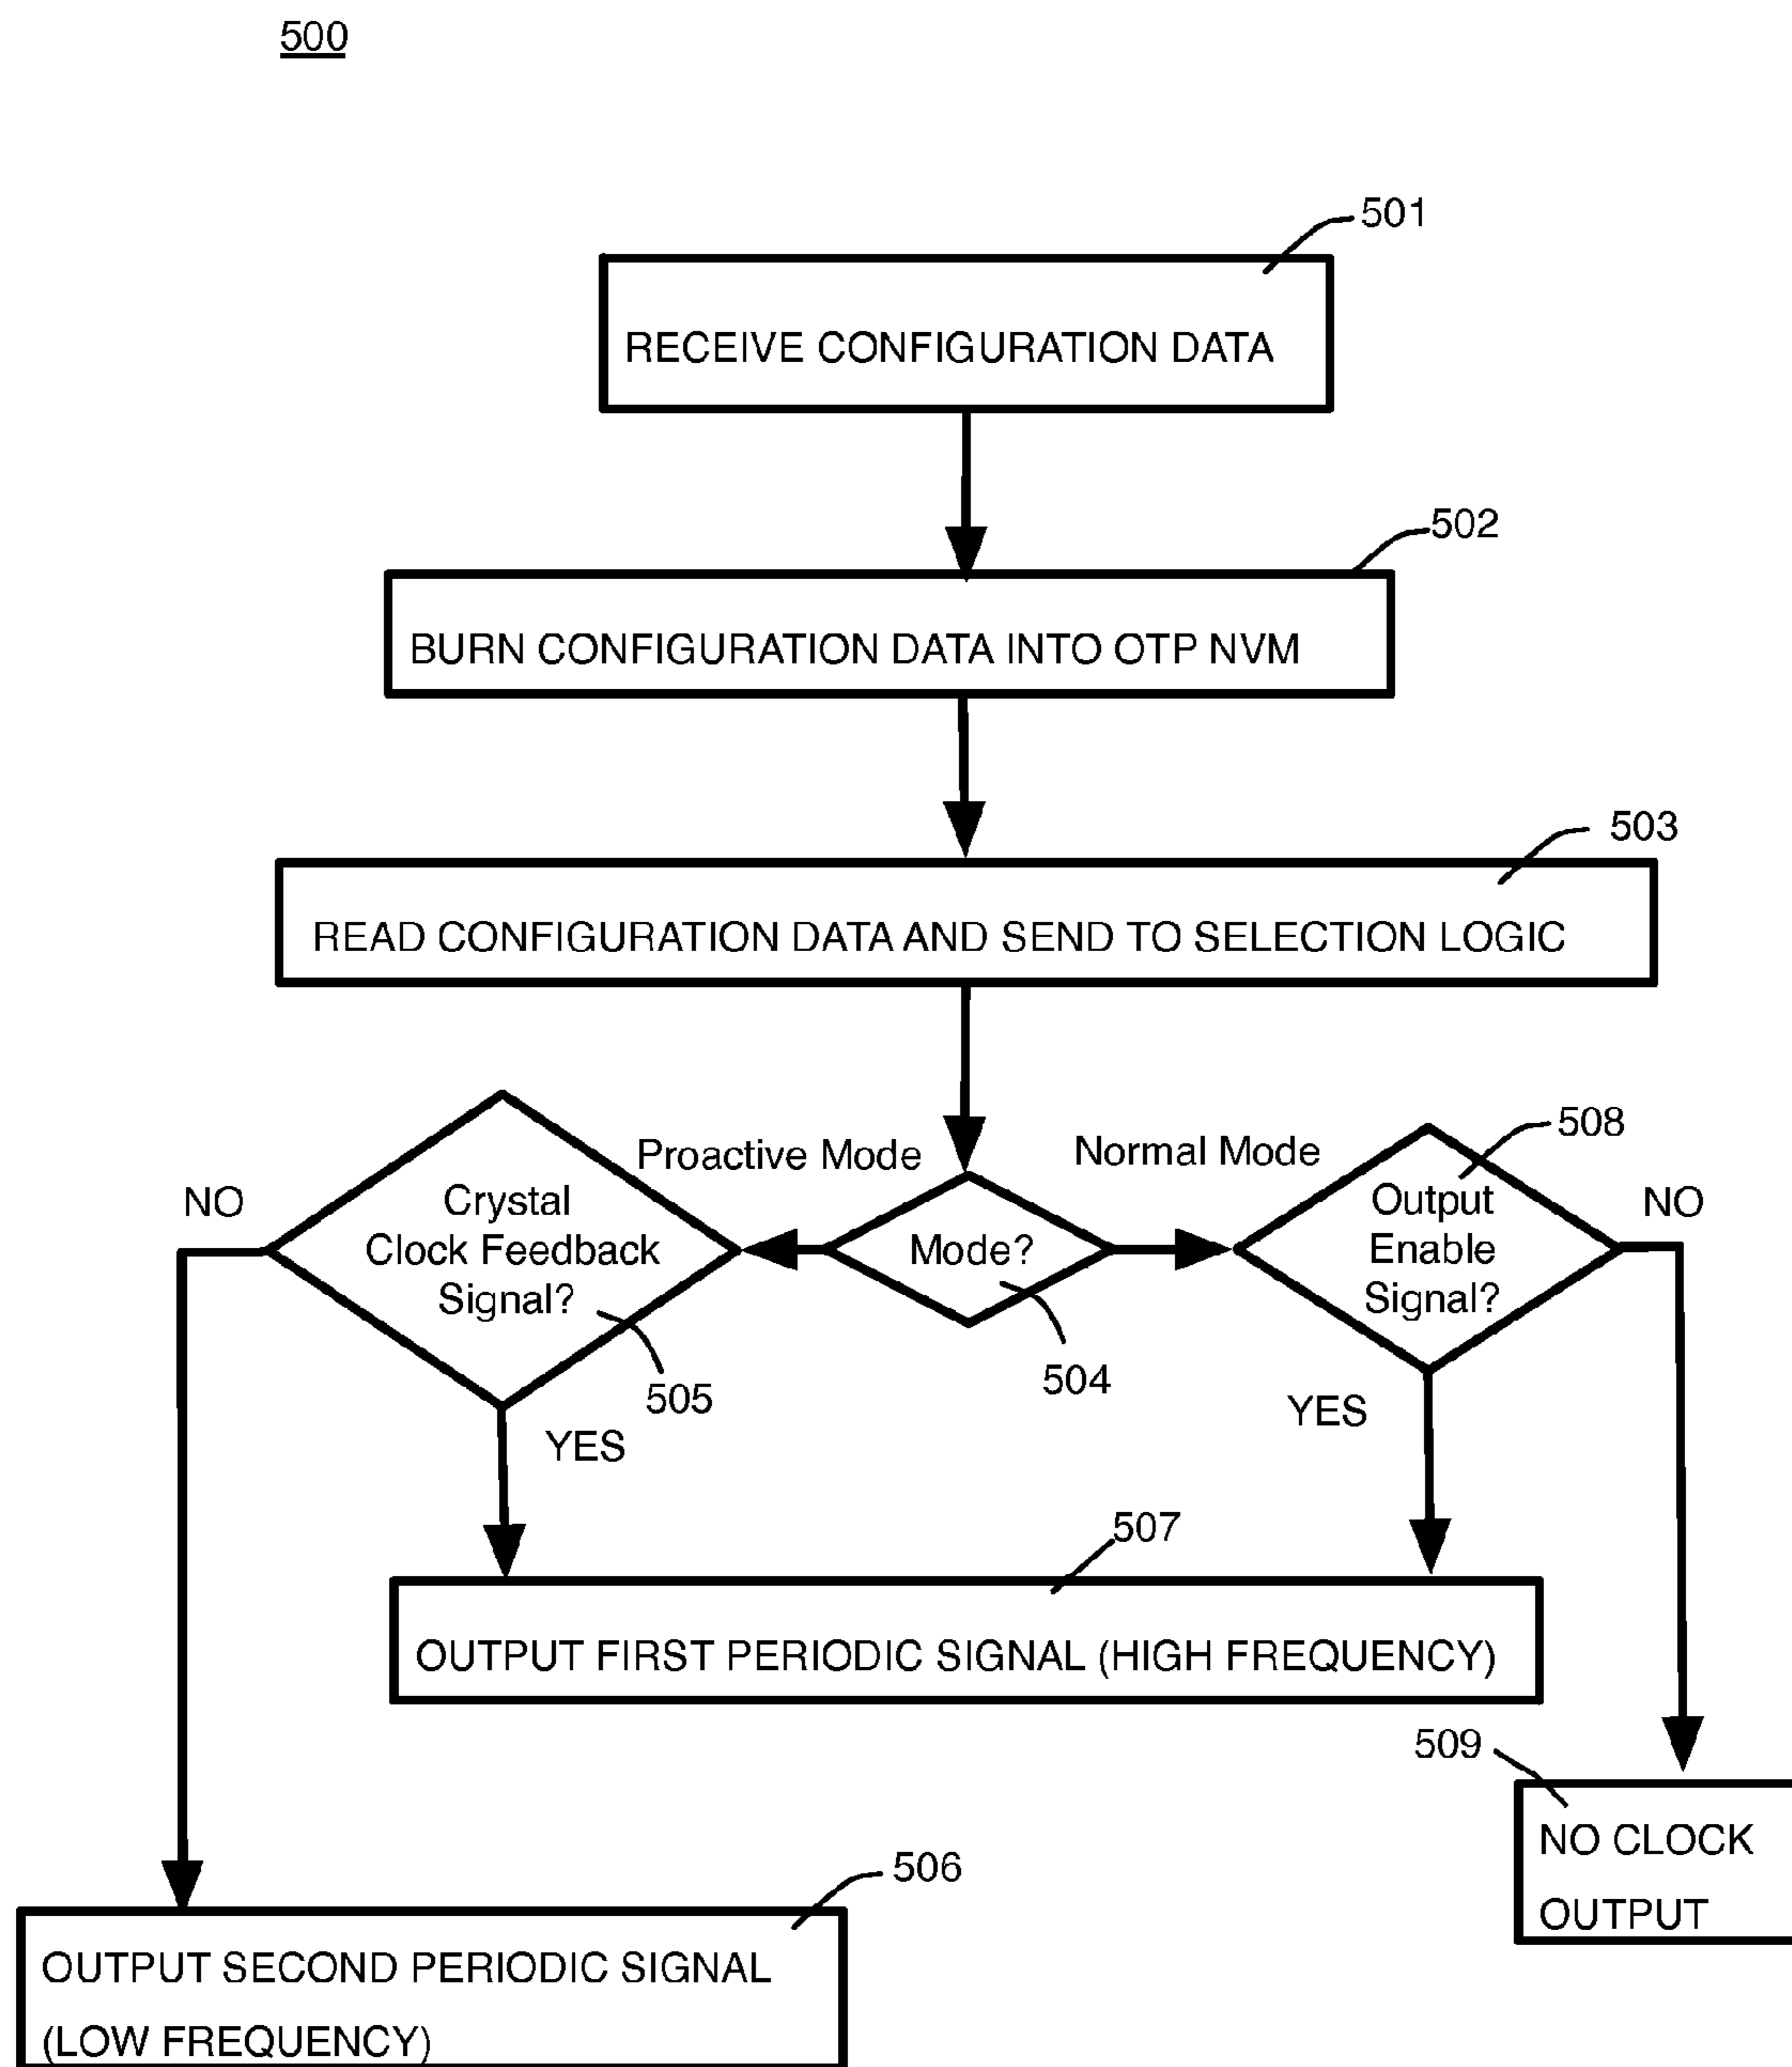 500
501
RECEIVE CONFIGURATION DATA
502
BURN CONFIGURATION DATA INTO OTP NVM
503
READ CONFIGURATION DATA AND SEND TO SELECTION LOGIC
Proactive Mode
Normal Mode
508
NO
Crystal
Clock Feedback
Signal?
Mode?
Output
Enable
Signal?
NO
505
504
YES
YES
507
OUTPUT FIRST PERIODIC SIGNAL (HIGH FREQUENCY)
509
NO CLOCK
OUTPUT
506
OUTPUT SECOND PERIODIC SIGNAL
(LOW FREQUENCY)